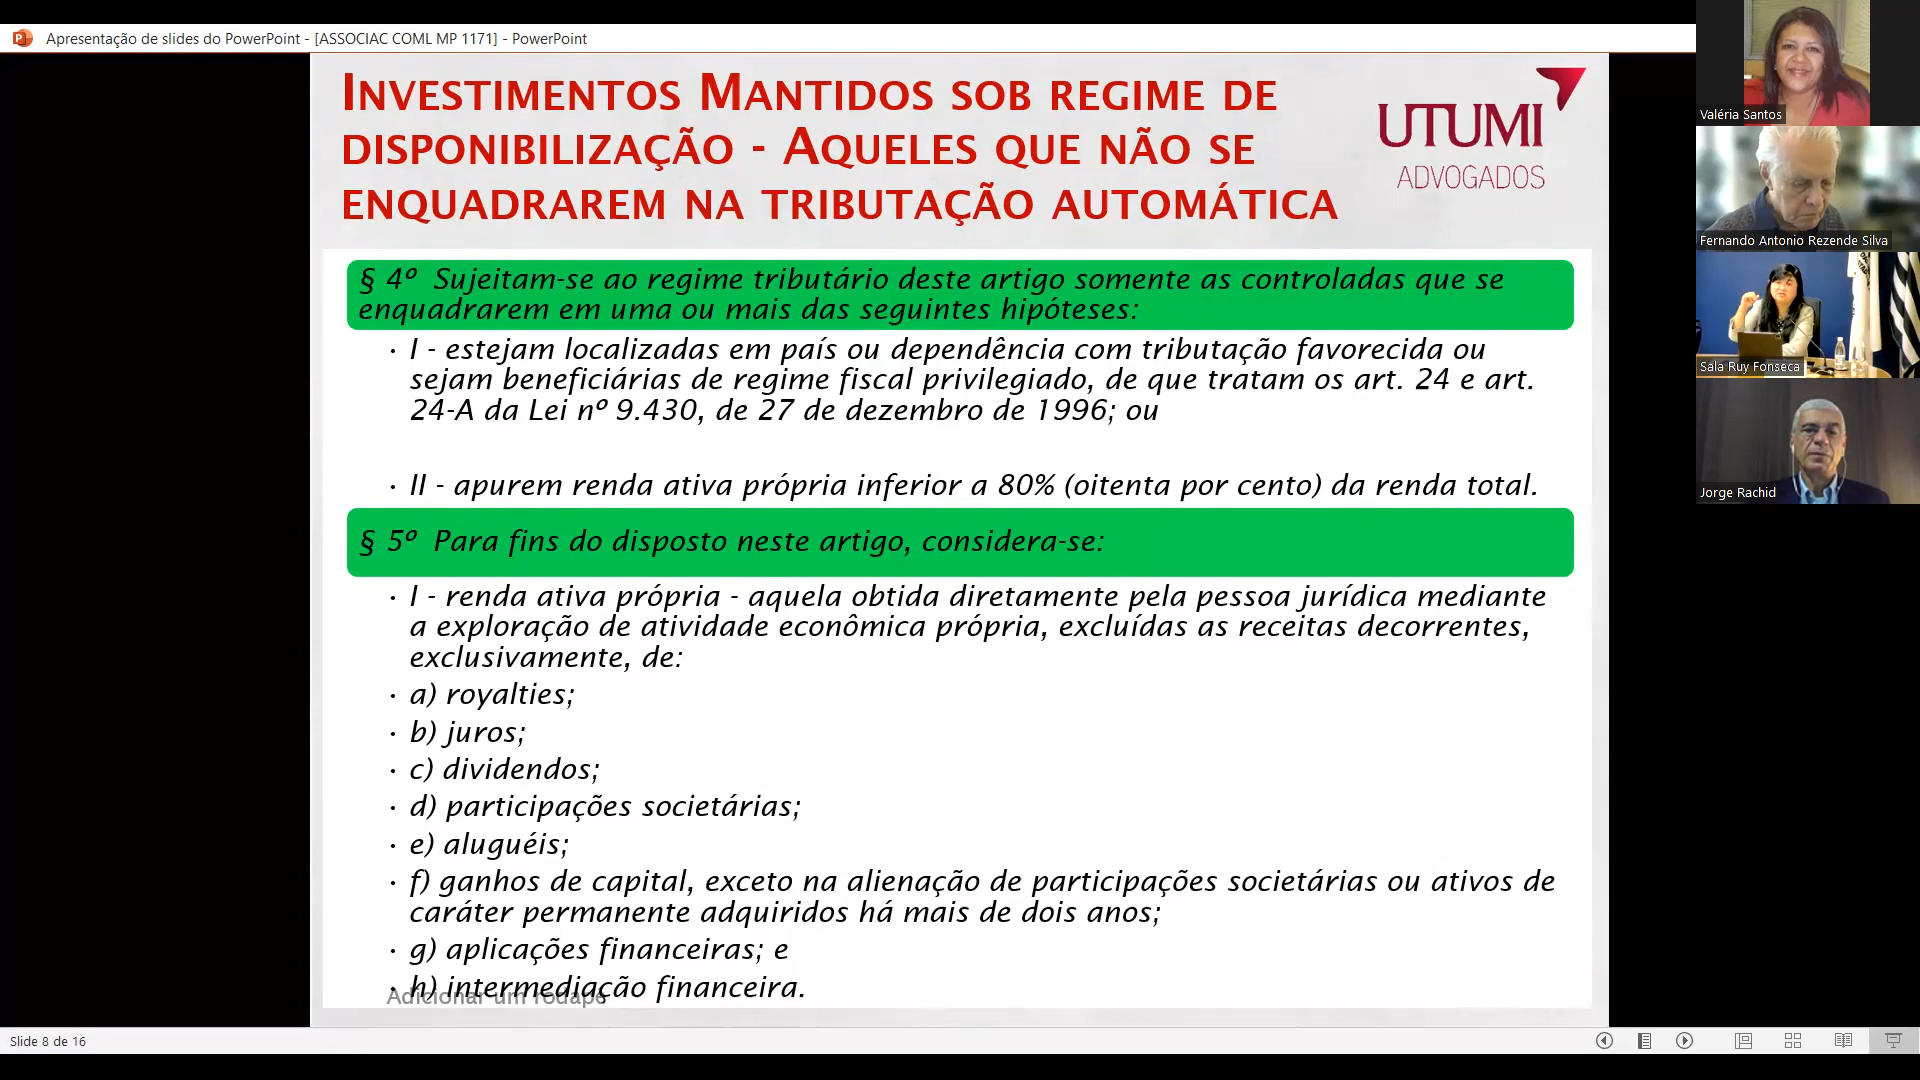 Apresentação de slides do PowerPoint - [ASSOCIAC COML MP 1171] - PowerPoint
INVESTIMENTOS MANTIDOS SOB REGIME DE
DISPONIBILIZAÇÃO - AQUELES QUE NÃO SE
ENQUADRAREM NA TRIBUTAÇÃO AUTOMÁTICA
UTUMI
ADVOGADOS
§ 4º Sujeitam-se ao regime tributário deste artigo somente as controladas que se
enquadrarem em uma ou mais das seguintes hipóteses:
• I - estejam localizadas em país ou dependência com tributação favorecida ou
sejam beneficiárias de regime fiscal privilegiado, de que tratam os art. 24 e art.
24-A da Lei nº 9.430, de 27 de dezembro de 1996; ou
• II - apurem renda ativa própria inferior a 80% (oitenta por cento) da renda total.
§ 5º Para fins do disposto neste artigo, considera-se:
• I - renda ativa própria - aquela obtida diretamente pela pessoa jurídica mediante
a exploração de atividade econômica própria, excluídas as receitas decorrentes,
exclusivamente, de:
• a) royalties;
• b) juros;
• c) dividendos;
• d) participações societárias;
• e) aluguéis;
• f) ganhos de capital, exceto na alienação de participações societárias ou ativos de
caráter permanente adquiridos há mais de dois anos;
• g) aplicações financeiras; e
• h) intermediação financeira.
Adicionar um rodapé
Slide 8 de 16
Valéria Santos
Fernando Antonio Rezende Silva
Sala Ruy Fonseca
Jorge Rachid